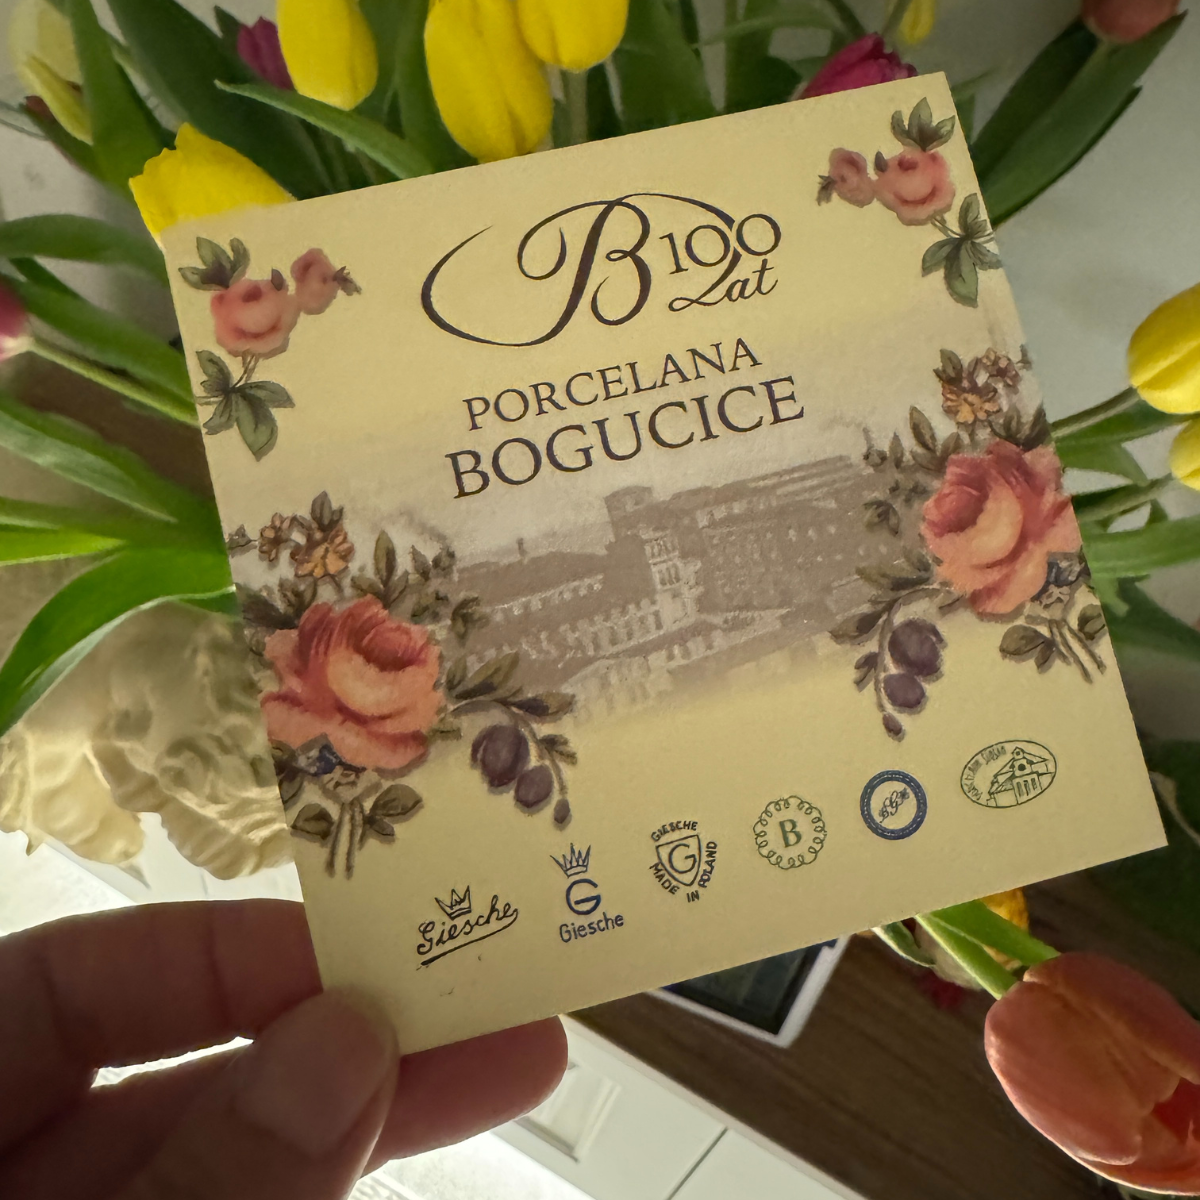 B 100
Lat
PORCELANA
BOGUCICE
Giesche
G
Giesche
GIESCHE
G
MADE IN POLAND
B